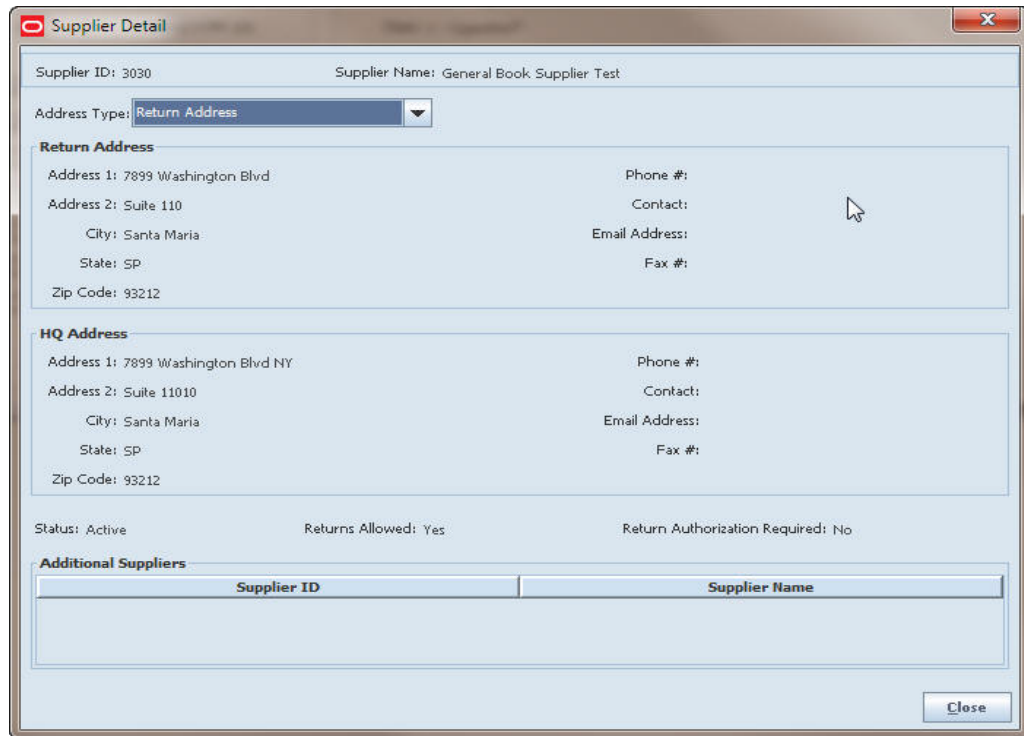 Supplier Detail
Supplier ID: 3030 Supplier Name: General Book Supplier Test
Address Type: Return Address
Return Address
Address 1: 7899 Washington Blvd Phone #:
Address 2: Suite 110 Contact:
City: Santa Maria Email Address:
State: SP Fax #:
Zip Code: 93212
HQ Address
Address 1: 7899 Washington Blvd NY Phone #:
Address 2: Suite 11010 Contact:
City: Santa Maria Email Address:
State: SP Fax #:
Zip Code: 93212
Status: Active Returns Allowed: Yes Return Authorization Required: No
Additional Suppliers
Supplier ID Supplier Name
Close